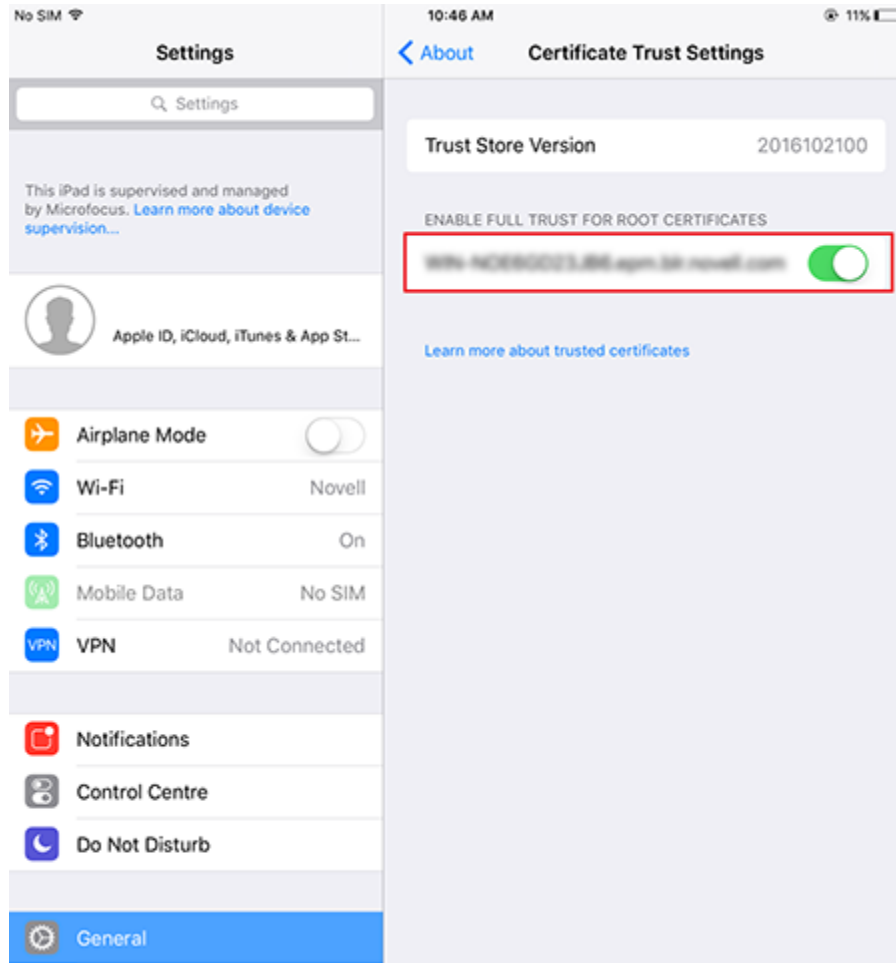 No SIM
10:46 AM
11%
Settings
Settings
This iPad is supervised and managed
by Microfocus. Learn more about device
supervision...
Apple ID, iCloud, iTunes & App St...
Airplane Mode
Wi-Fi Novell
Bluetooth On
Mobile Data No SIM
VPN VPN Not Connected
Notifications
Control Centre
Do Not Disturb
General
About Certificate Trust Settings
Trust Store Version 2016102100
ENABLE FULL TRUST FOR ROOT CERTIFICATES
Learn more about trusted certificates